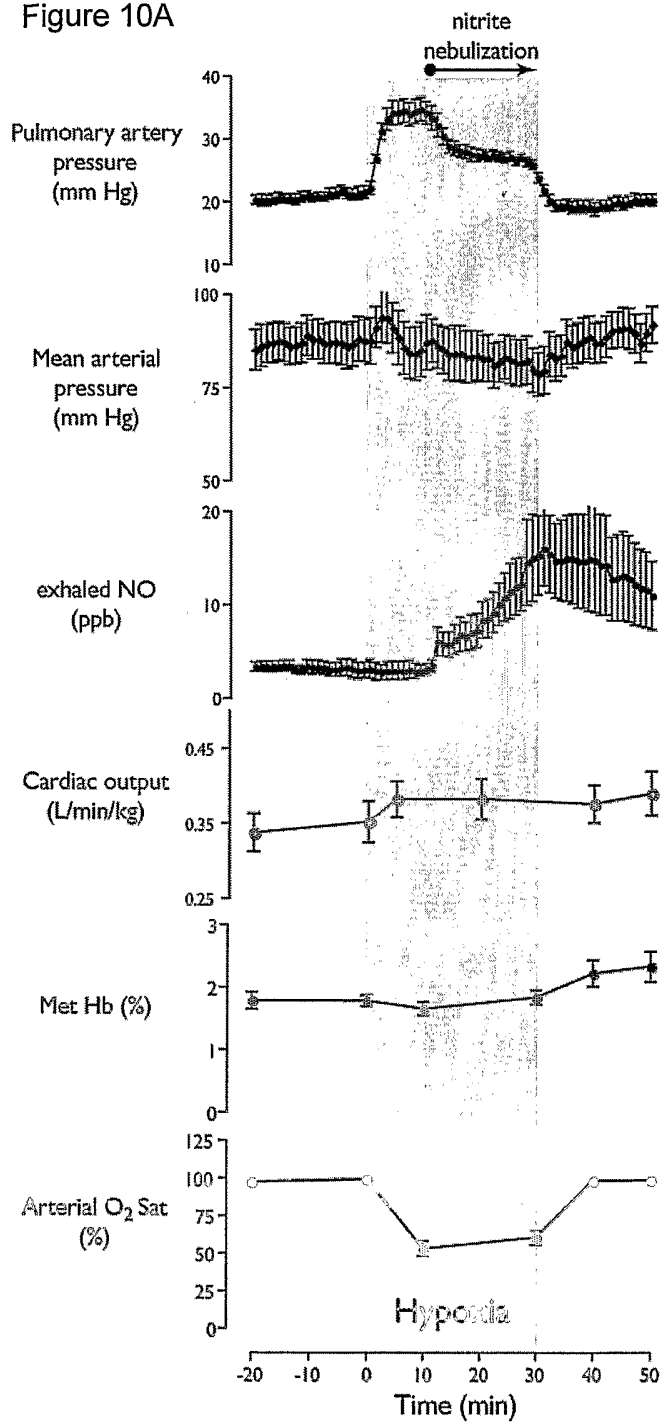 Figure 10A
nitrite
nebulization
40
30
20
10
Pulmonary artery
pressure
(mm Hg)
100
75
50
Mean arterial
pressure
(mm Hg)
20
10
0
exhaled NO
(ppb)
0.45
0.35
0.25
Cardiac output
(L/min/kg)
3
2
1
0
Met Hb (%)
125
100
75
50
25
0
Arterial O2 Sat
(%)
Hypoxia
-20 -10 0 10 20 30 40 50
Time (min)